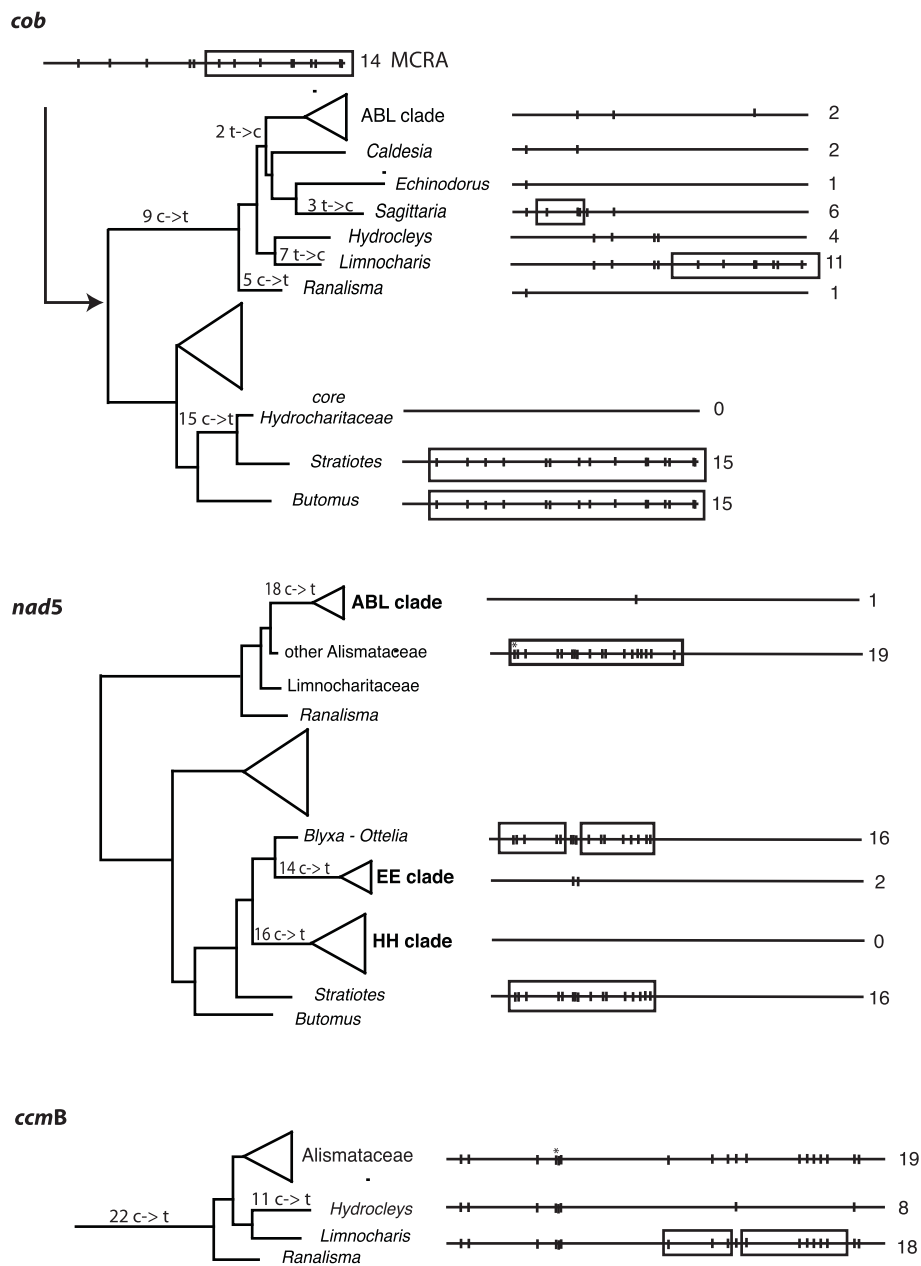 cob
14 MCRA
2 t->c
ABL clade
2
Caldesia
2
Echinodorus
1
3 t->c
Sagittaria
6
9 c->t
Hydrocleys
4
7 t->c
Limnocharis
11
5 c->t
Ranalisma
1
core
Hydrocharitaceae
0
15 c->t
Stratiotes
15
Butomus
15
nad5
18 c-> t
ABL clade
1
other Alismataceae
*
19
Limnocharitaceae
Ranalisma
Blyxa - Ottelia
16
14 c-> t
EE clade
2
16 c-> t
HH clade
0
Stratiotes
16
Butomus
ccmB
Alismataceae
*
19
11 c-> t
Hydrocleys
8
22 c-> t
Limnocharis
18
Ranalisma